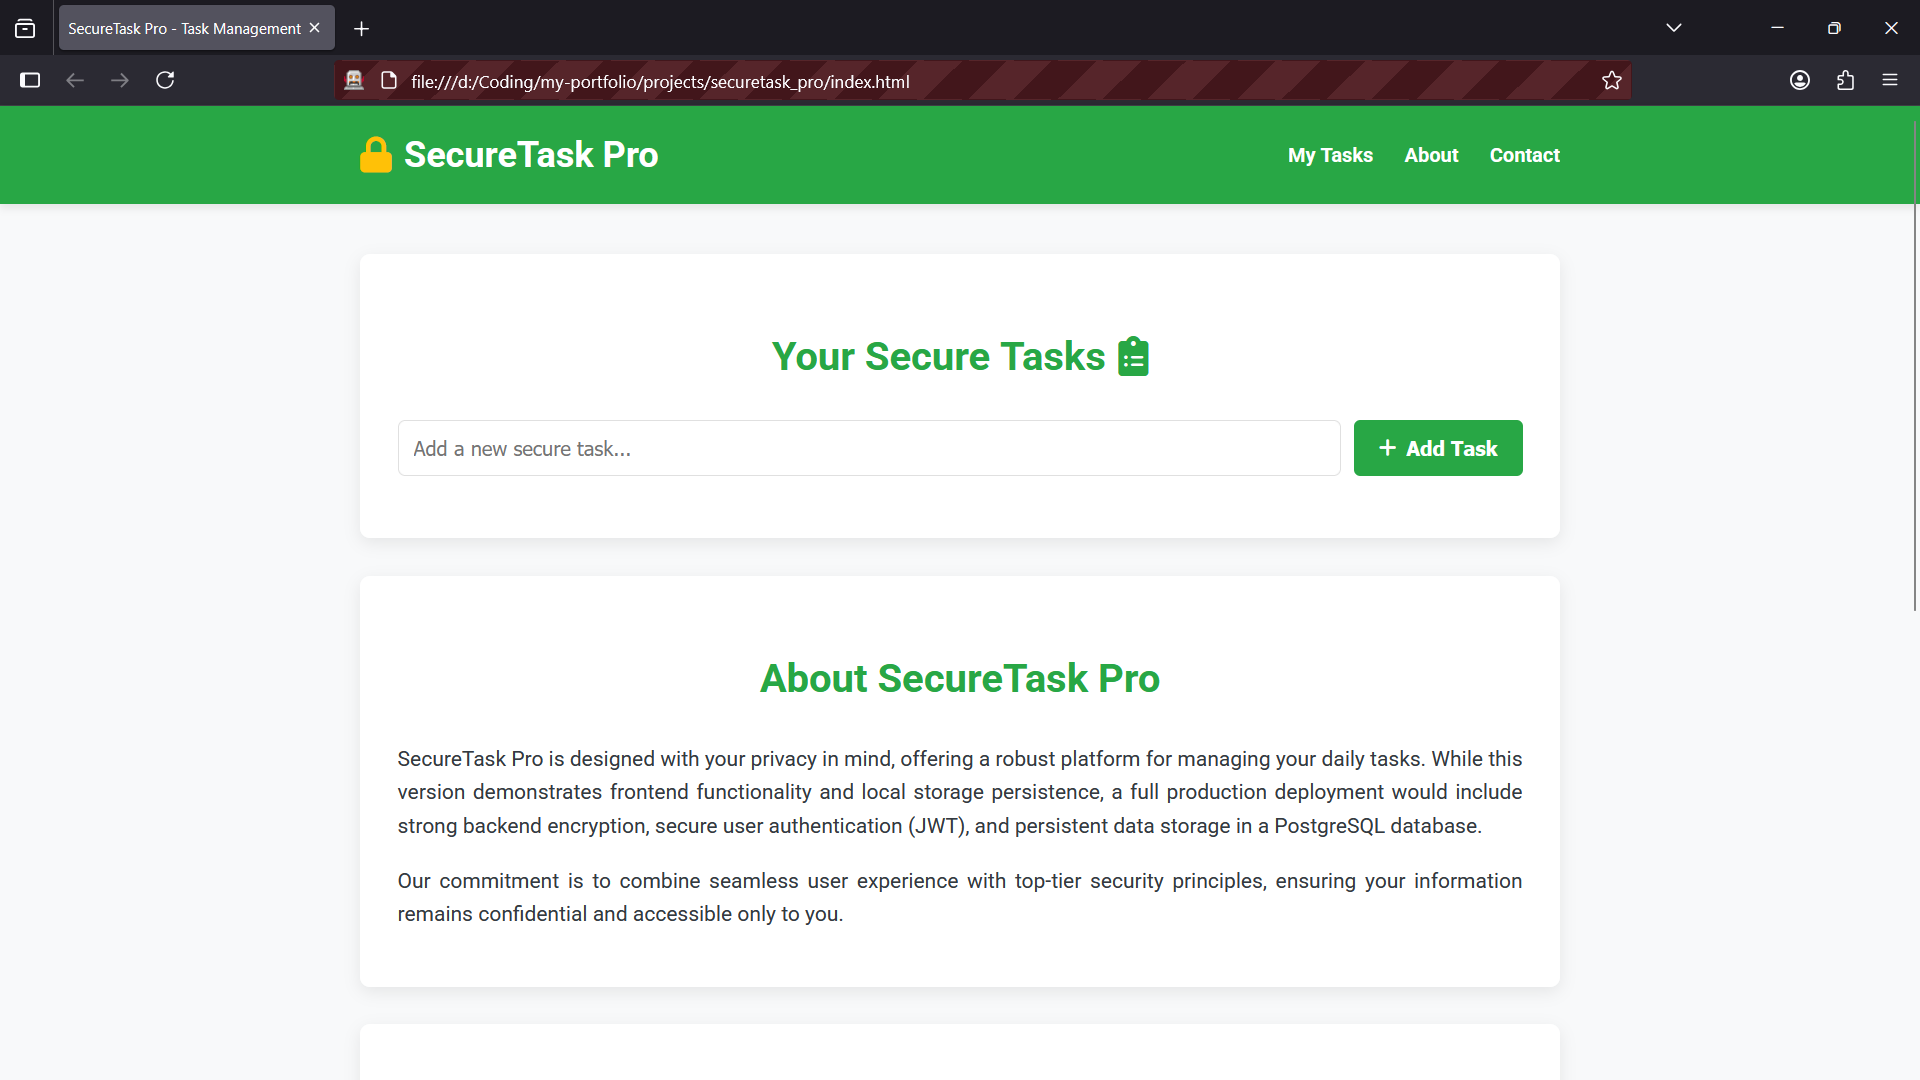 SecureTask Pro - Task Management
file:///d:/Coding/my-portfolio/projects/securetask_pro/index.html
SecureTask Pro
My Tasks About Contact
Your Secure Tasks
Add a new secure task...
+ Add Task
About SecureTask Pro
SecureTask Pro is designed with your privacy in mind, offering a robust platform for managing your daily tasks. While this
version demonstrates frontend functionality and local storage persistence, a full production deployment would include
strong backend encryption, secure user authentication (JWT), and persistent data storage in a PostgreSQL database.
Our commitment is to combine seamless user experience with top-tier security principles, ensuring your information
remains confidential and accessible only to you.